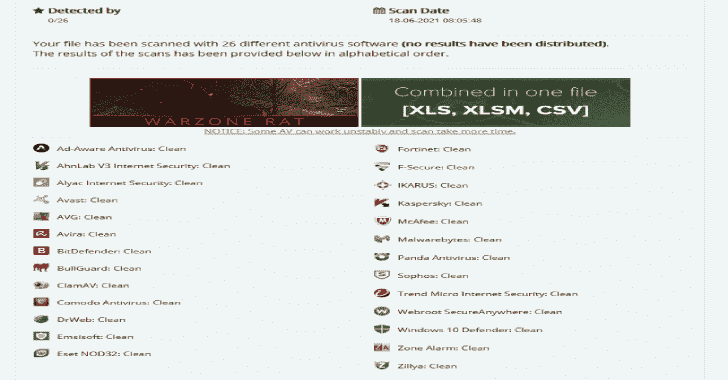 Detected by
0/26
Scan Date
18-06-2021 08:05:48
Your file has been scanned with 26 different antivirus software (no results have been distributed).
The results of the scans has been provided below in alphabetical order.
WARZONE RAT
Combined in one file
[XLS, XLSM, CSV]
NOTICE: Some AV can work unstably and scan take more time.
Ad-Aware Antivirus: Clean
AhnLab V3 Internet Security: Clean
Alyac Internet Security: Clean
Avast: Clean
AVG: Clean
Avira: Clean
BitDefender: Clean
BullGuard: Clean
ClamAV: Clean
Comodo Antivirus: Clean
DrWeb: Clean
Emsisoft: Clean
Eset NOD32: Clean
Fortinet: Clean
F-Secure: Clean
IKARUS: Clean
Kaspersky: Clean
McAfee: Clean
Malwarebytes: Clean
Panda Antivirus: Clean
Sophos: Clean
Trend Micro Internet Security: Clean
Webroot SecureAnywhere: Clean
Windows 10 Defender: Clean
Zone Alarm: Clean
Zillya: Clean